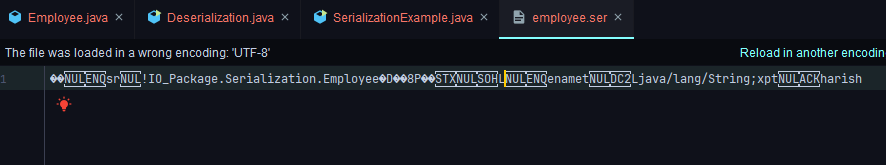 Employee.java × Deserialization.java × SerializationExample.java × employee.ser ×
The file was loaded in a wrong encoding: 'UTF-8' Reload in another encodin
1 ��NULENQsrNUL!IO_Package.Serialization.Employee�D��8P��STXNULSOHLNULENQenametNULDC2Ljava/lang/String;xptNULACKharish